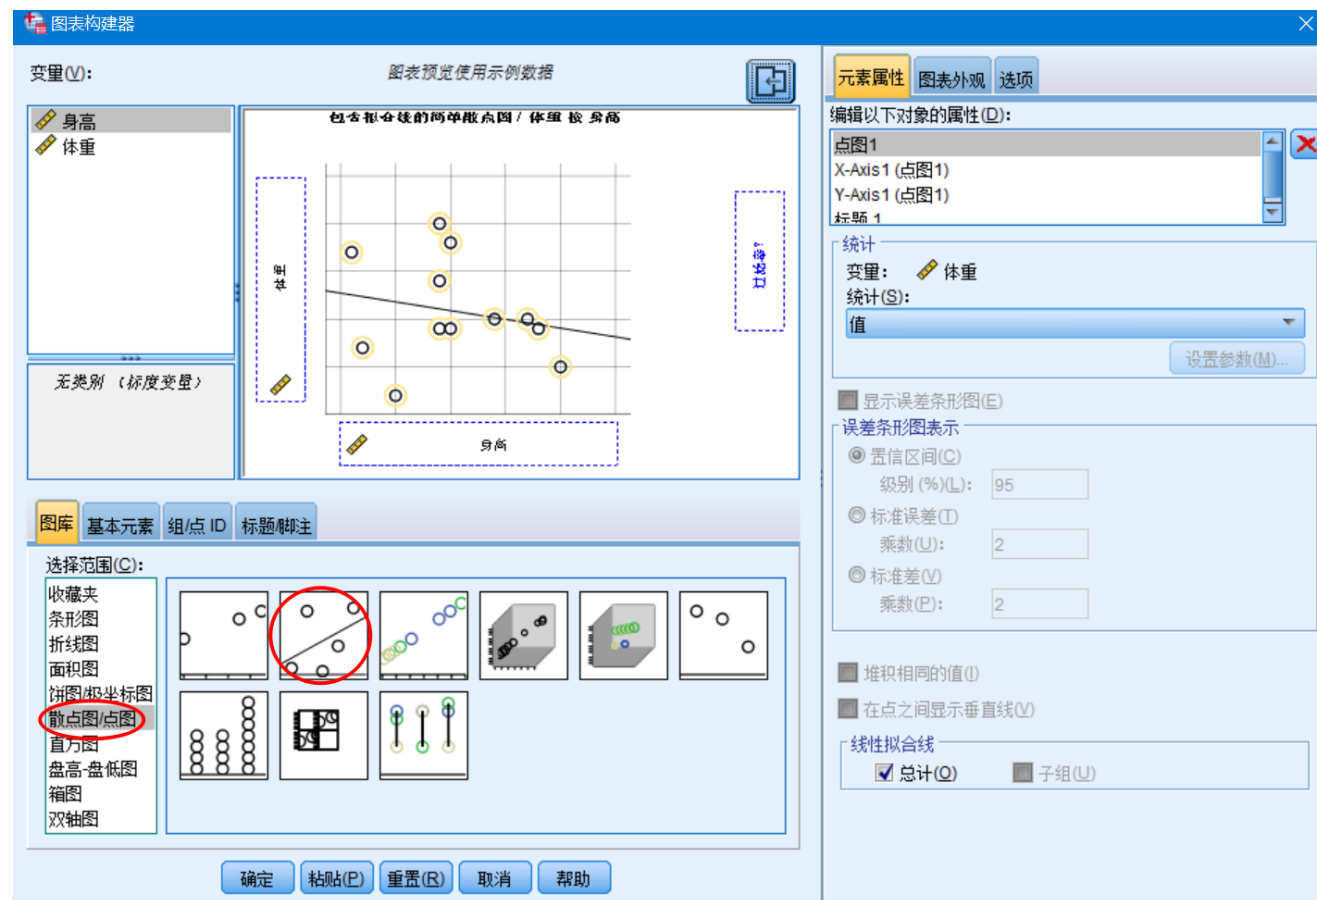 图表构建器
变量(V):
图表预览使用示例数据
身高
体重
包含拟合线的简单散点图 / 体重 按 身高
体重
过滤器?
身高
无类别 （标度变量）
图库
基本元素
组/点 ID
标题/脚注
选择范围(C):
收藏夹
条形图
折线图
面积图
饼图/极坐标图
散点图/点图
直方图
盘高-盘低图
箱图
双轴图
确定
粘贴(P)
重置(R)
取消
帮助
元素属性
图表外观
选项
编辑以下对象的属性(D):
点图1
X-Axis1 (点图1)
Y-Axis1 (点图1)
标题 1
统计
变量:
体重
统计(S):
值
设置参数(M)...
显示误差条形图(E)
误差条形图表示
置信区间(C)
级别 (%)(L):
95
标准误差(T)
乘数(U):
2
标准差(V)
乘数(P):
2
堆积相同的值(I)
在点之间显示垂直线(V)
线性拟合线
总计(O)
子组(U)